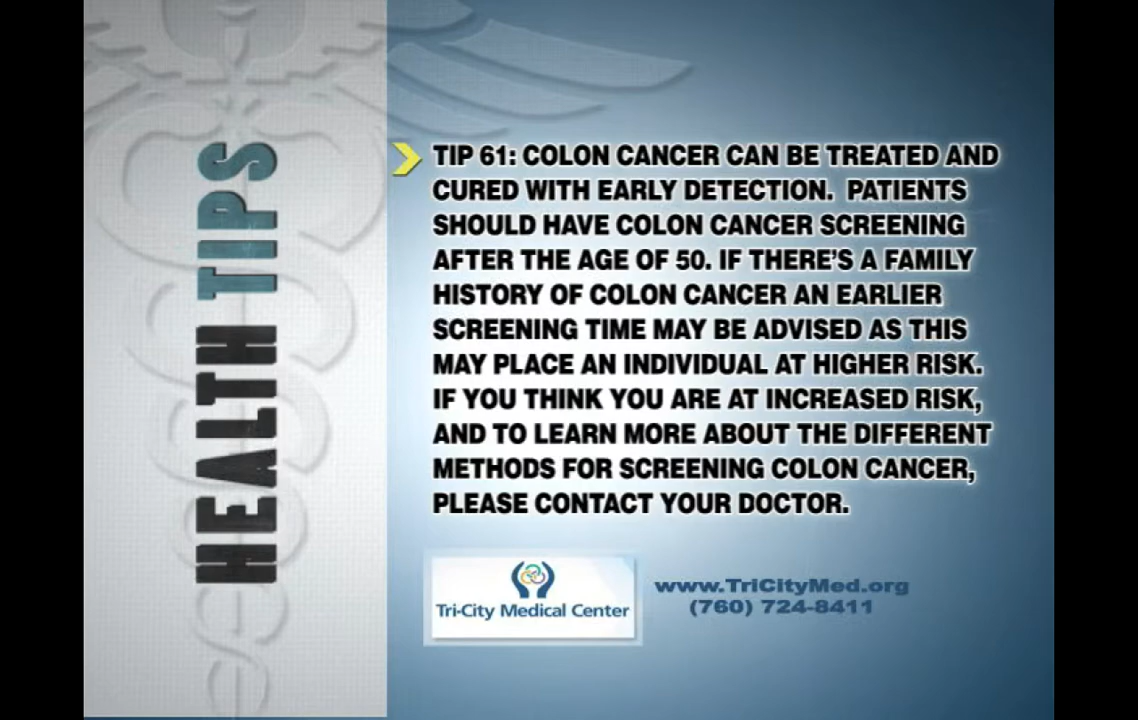 HEALTH TIPS
TIP 61: COLON CANCER CAN BE TREATED AND
CURED WITH EARLY DETECTION. PATIENTS
SHOULD HAVE COLON CANCER SCREENING
AFTER THE AGE OF 50. IF THERE'S A FAMILY
HISTORY OF COLON CANCER AN EARLIER
SCREENING TIME MAY BE ADVISED AS THIS
MAY PLACE AN INDIVIDUAL AT HIGHER RISK.
IF YOU THINK YOU ARE AT INCREASED RISK,
AND TO LEARN MORE ABOUT THE DIFFERENT
METHODS FOR SCREENING COLON CANCER,
PLEASE CONTACT YOUR DOCTOR.
Tri-City Medical Center
www.TriCityMed.org
(760) 724-8411